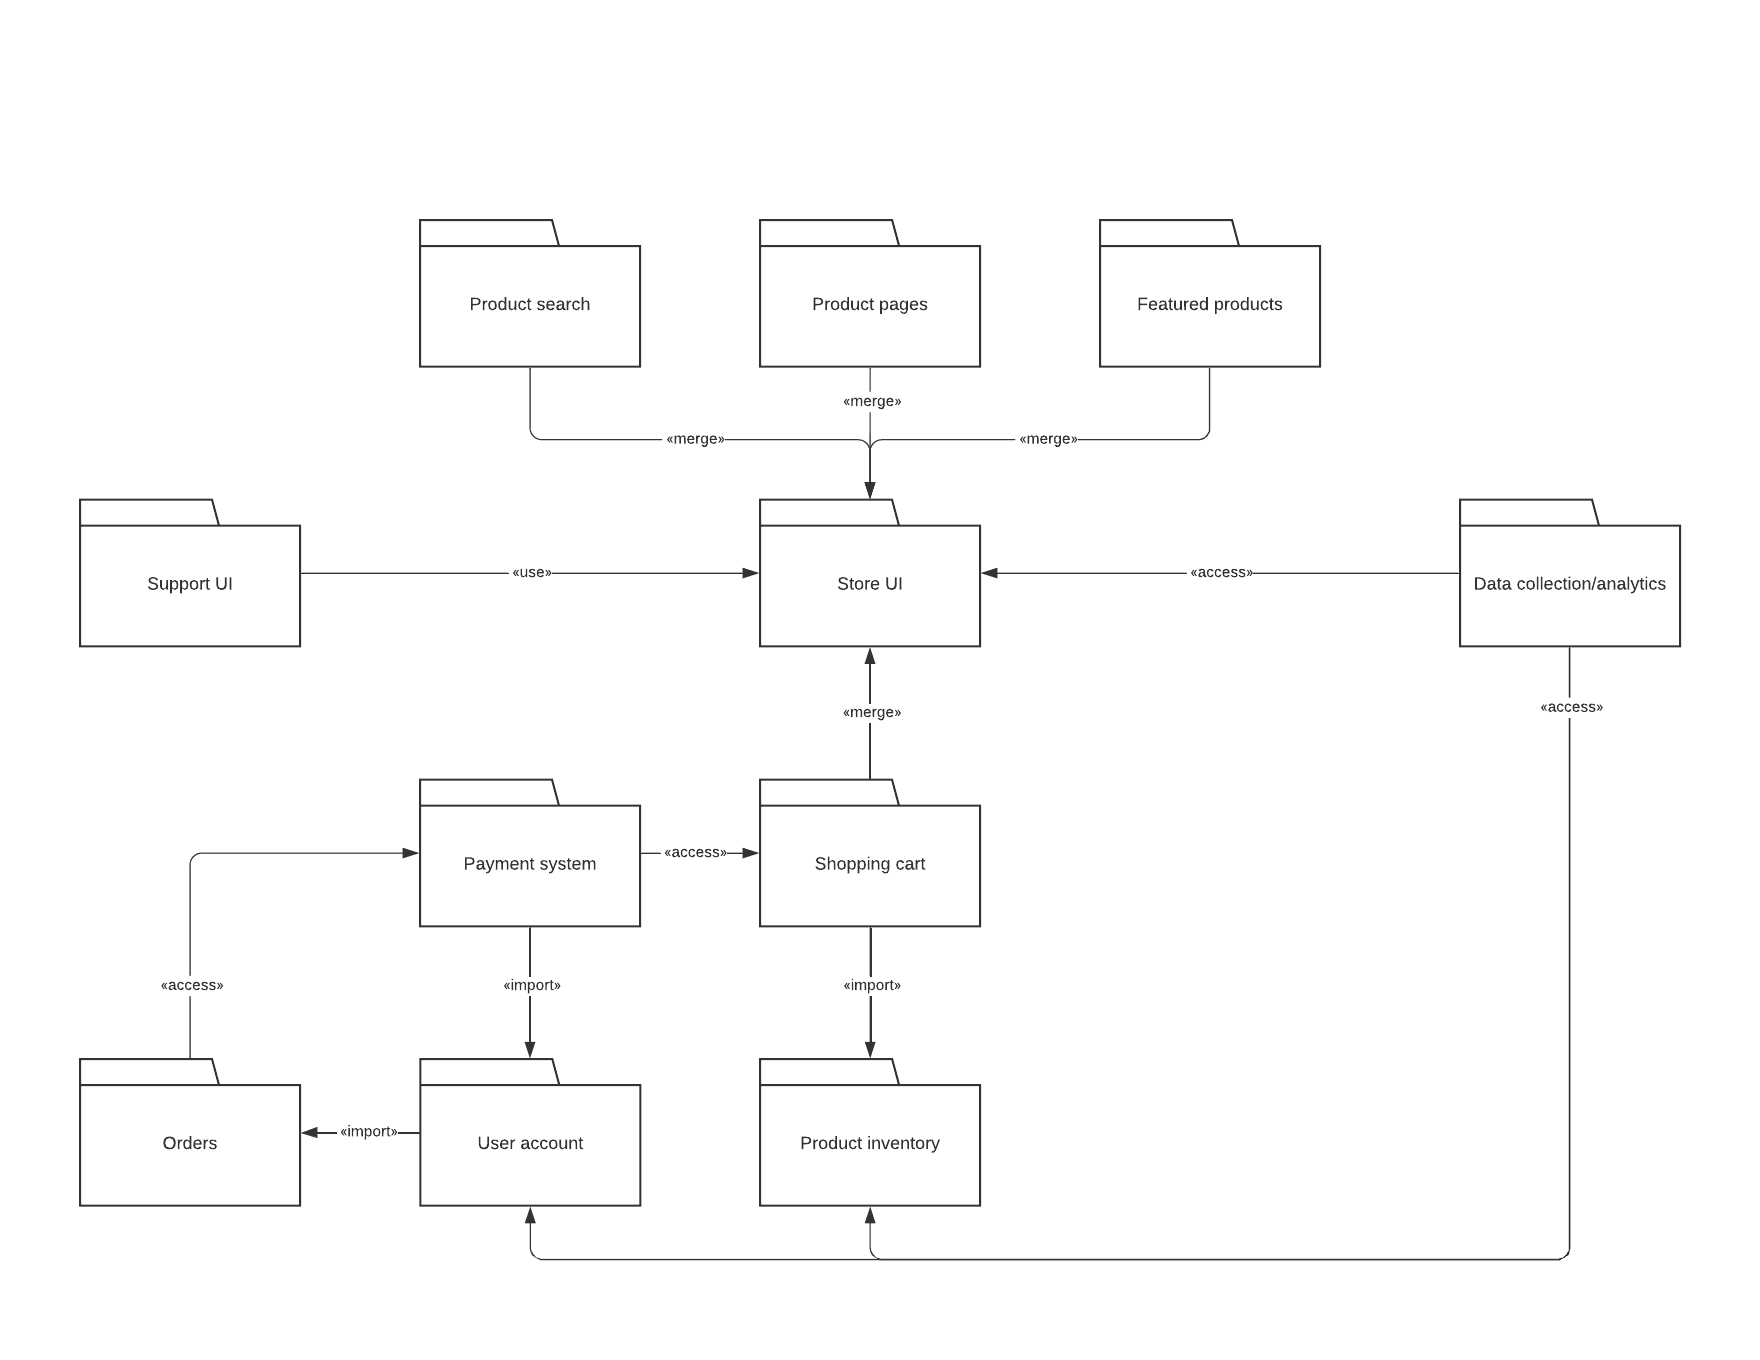 Product search
Product pages
Featured products
«merge»
«merge»
«merge»
Support UI
«use»
Store UI
«access»
Data collection/analytics
«merge»
«access»
Payment system
«access»
Shopping cart
«access»
«import»
«import»
Orders
«import»
User account
Product inventory